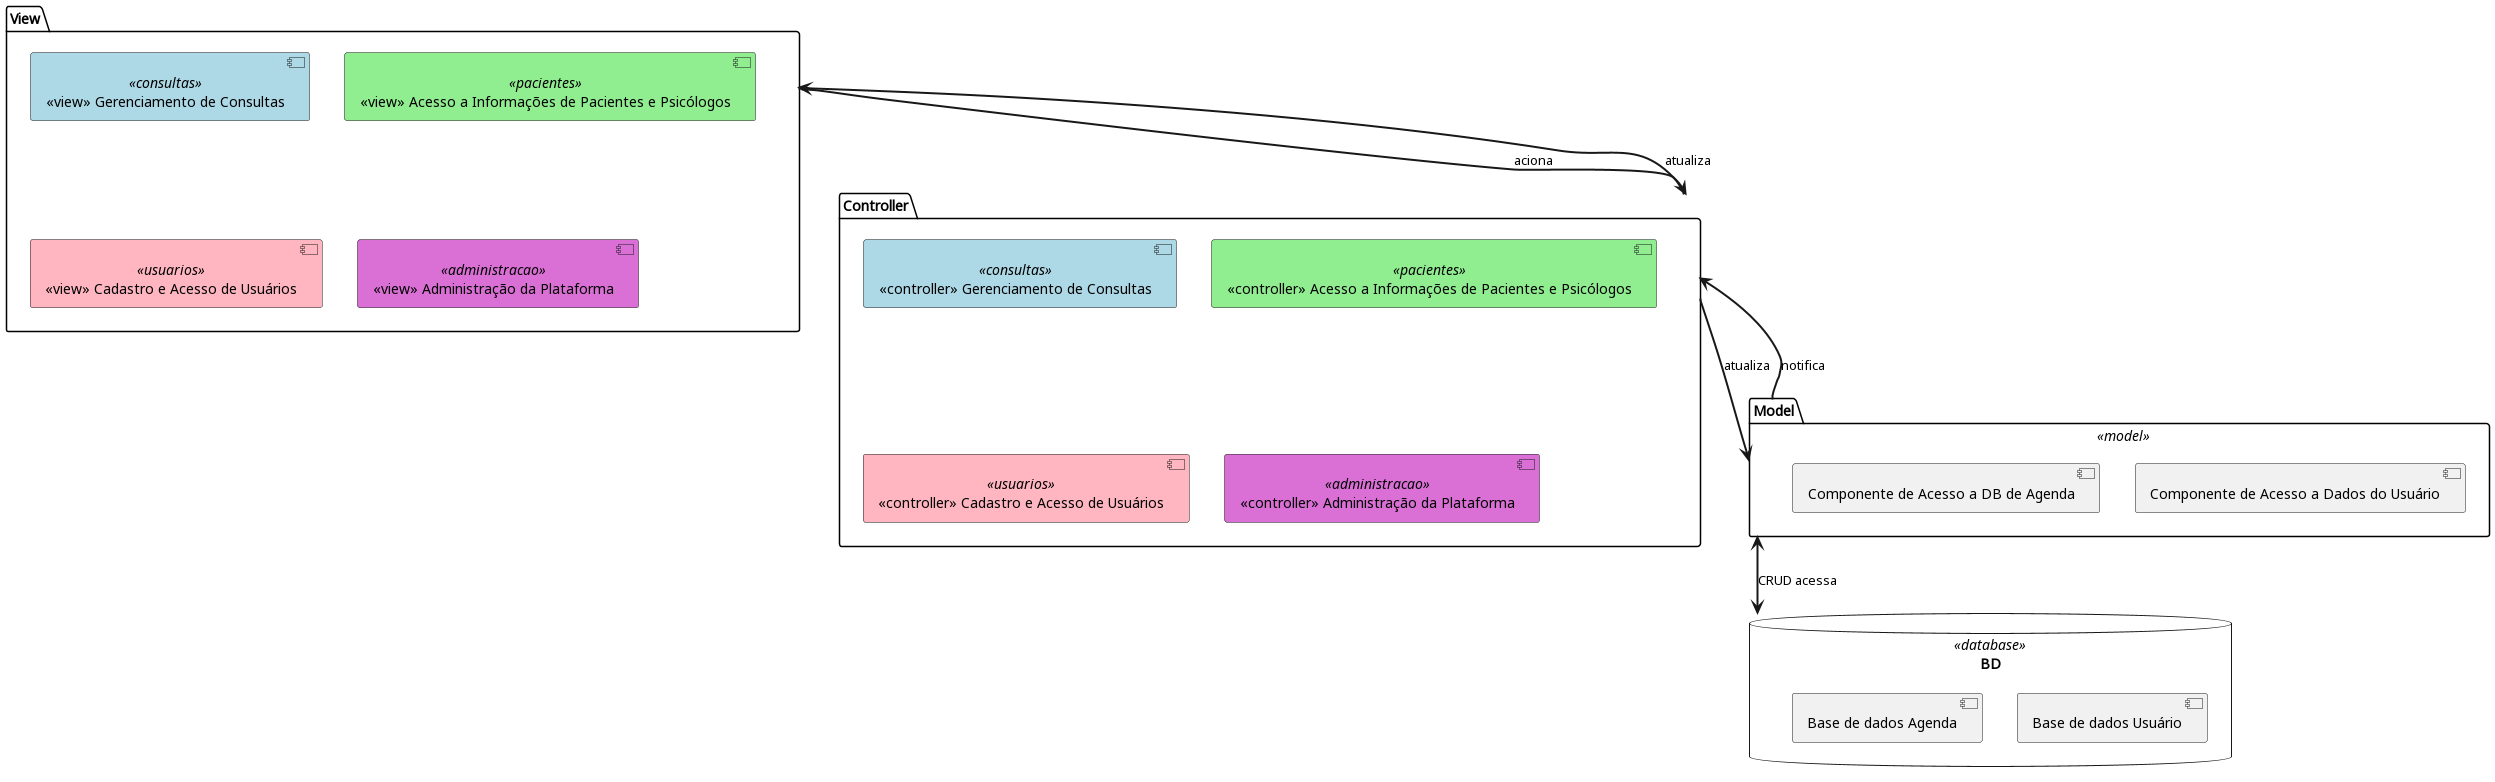 View
«consultas»
«view» Gerenciamento de Consultas
«pacientes»
«view» Acesso a Informações de Pacientes e Psicólogos
aciona
atualiza
«usuarios»
«view» Cadastro e Acesso de Usuários
«administracao»
«view» Administração da Plataforma
Controller
«consultas»
«controller» Gerenciamento de Consultas
«pacientes»
«controller» Acesso a Informações de Pacientes e Psicólogos
atualiza
notifica
«usuarios»
«controller» Cadastro e Acesso de Usuários
«administracao»
«controller» Administração da Plataforma
Model
«model»
Componente de Acesso a DB de Agenda
Componente de Acesso a Dados do Usuário
CRUD acessa
«database»
BD
Base de dados Agenda
Base de dados Usuário